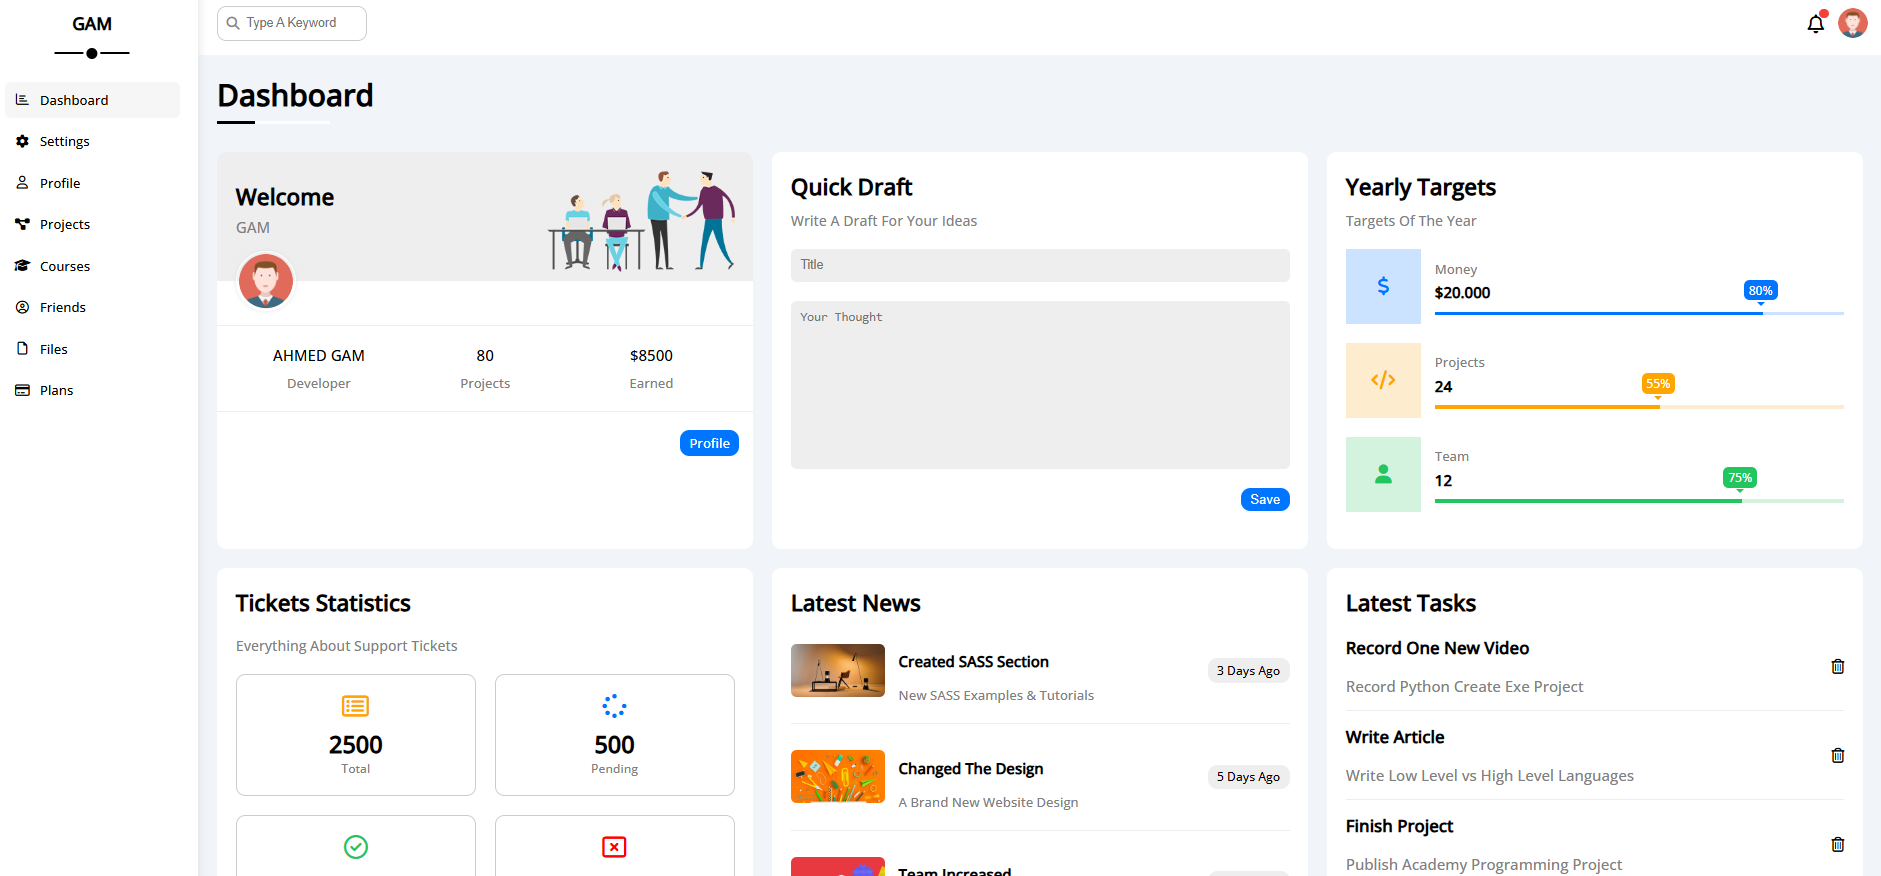 GAM
Type A Keyword
Dashboard
Settings
Profile
Projects
Courses
Friends
Files
Plans
Dashboard
Welcome
GAM
AHMED GAM
Developer
80
Projects
$8500
Earned
Profile
Quick Draft
Write A Draft For Your Ideas
Title
Your Thought
Save
Yearly Targets
Targets Of The Year
Money
$20.000
80%
Projects
24
55%
Team
12
75%
Tickets Statistics
Everything About Support Tickets
2500
Total
500
Pending
Latest News
Created SASS Section
New SASS Examples & Tutorials
3 Days Ago
Changed The Design
A Brand New Website Design
5 Days Ago
Team Increased
Latest Tasks
Record One New Video
Record Python Create Exe Project
Write Article
Write Low Level vs High Level Languages
Finish Project
Publish Academy Programming Project